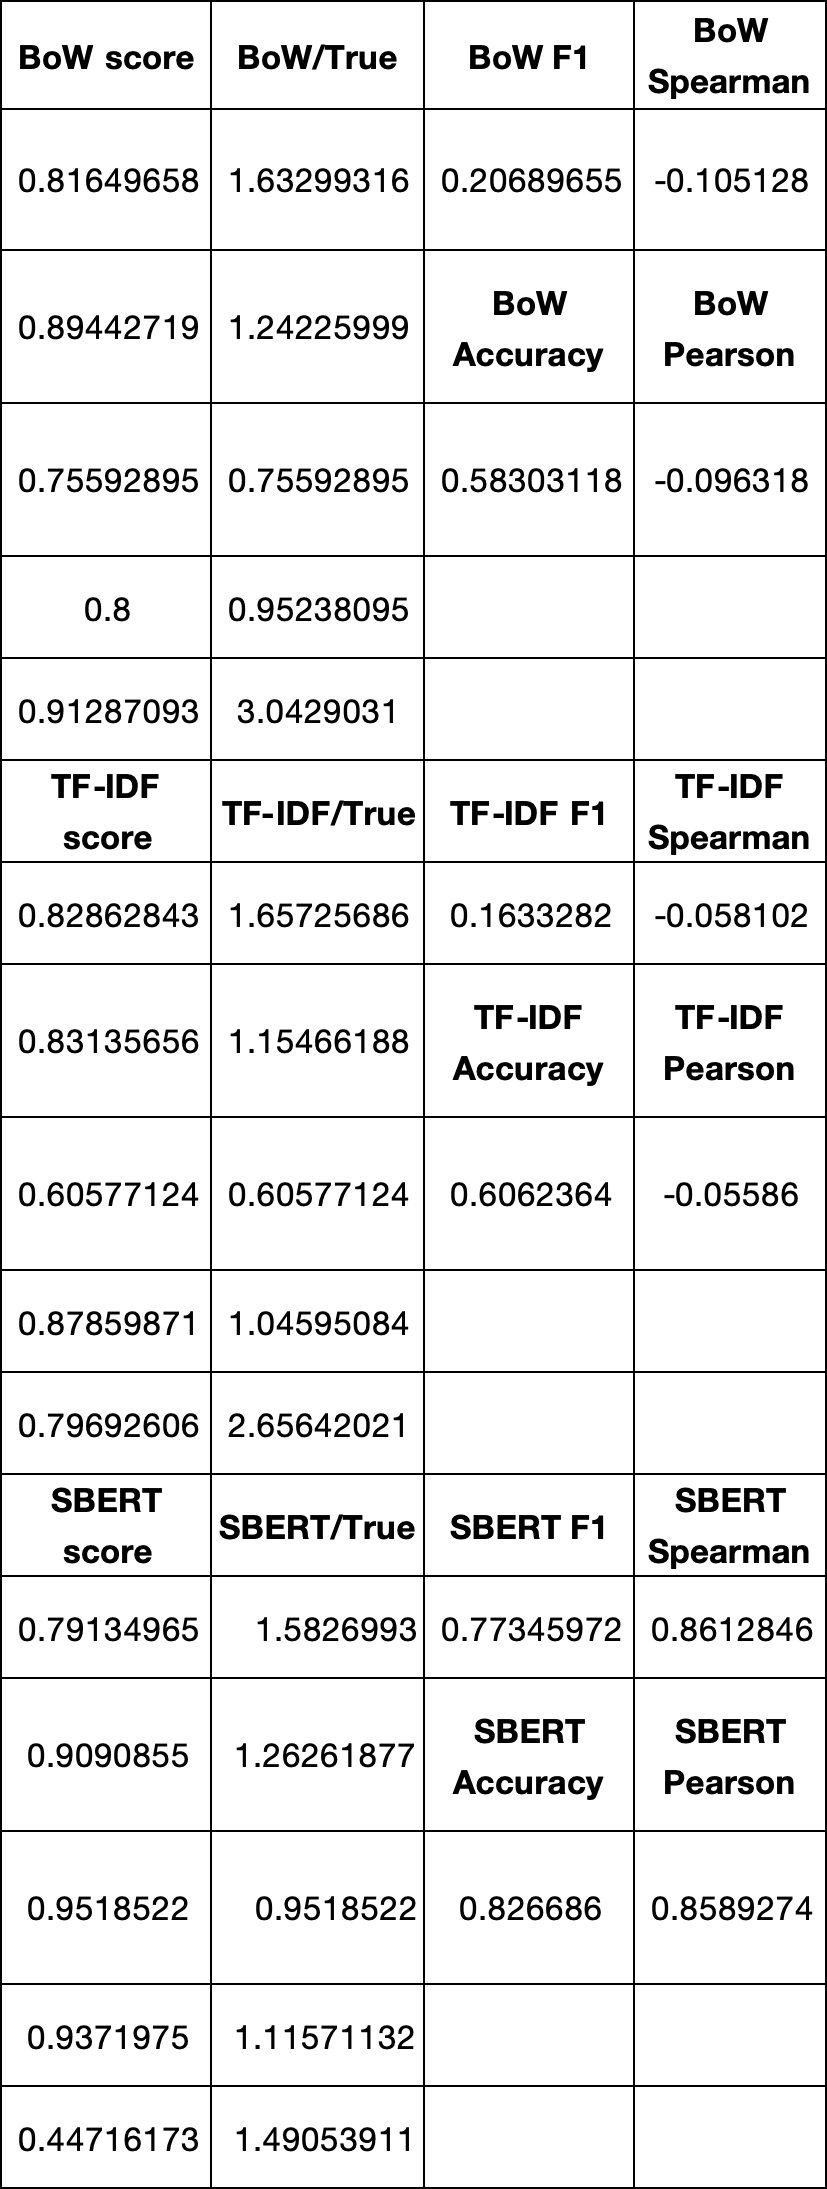 BoW score BoW/True BoW F1 BoW Spearman
0.81649658 1.63299316 0.20689655 -0.105128
0.89442719 1.24225999 BoW Accuracy BoW Pearson
0.75592895 0.75592895 0.58303118 -0.096318
0.8 0.95238095
0.91287093 3.0429031
TF-IDF score TF-IDF/True TF-IDF F1 TF-IDF Spearman
0.82862843 1.65725686 0.1633282 -0.058102
0.83135656 1.15466188 TF-IDF Accuracy TF-IDF Pearson
0.60577124 0.60577124 0.6062364 -0.05586
0.87859871 1.04595084
0.79692606 2.65642021
SBERT score SBERT/True SBERT F1 SBERT Spearman
0.79134965 1.5826993 0.77345972 0.8612846
0.9090855 1.26261877 SBERT Accuracy SBERT Pearson
0.9518522 0.9518522 0.826686 0.8589274
0.9371975 1.11571132
0.44716173 1.49053911